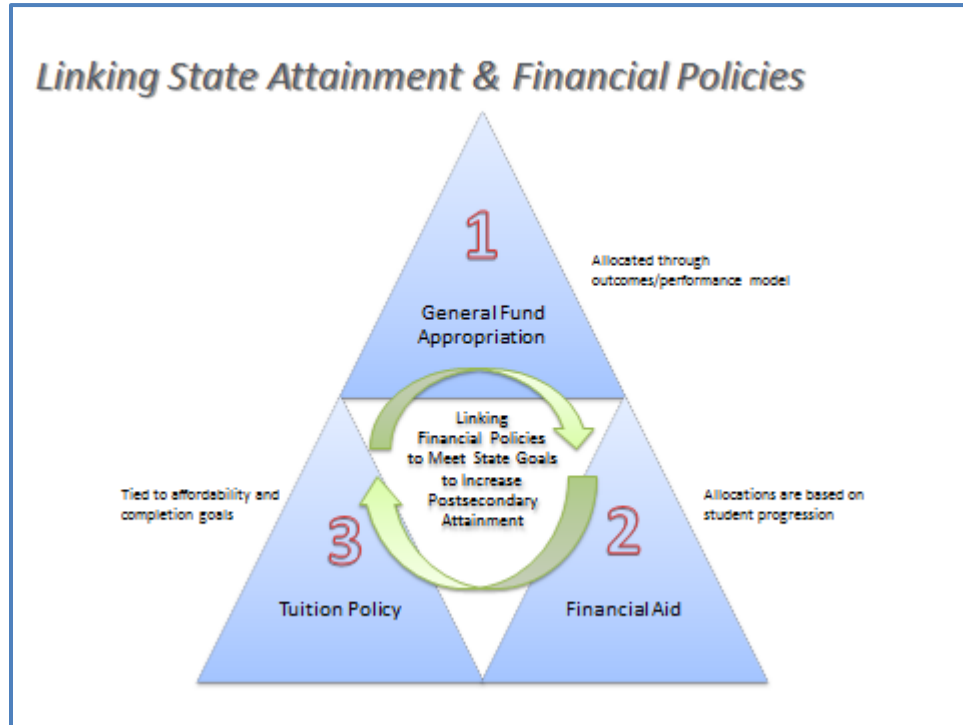 Linking State Attainment & Financial Policies
1
General Fund
Appropriation
Allocated through
outcomes/performance model
Linking
Financial Policies
to Meet State Goals
to Increase
Postsecondary
Attainment
Tied to affordability and
completion goals
3
Tuition Policy
Allocations are based on
student progression
2
Financial Aid